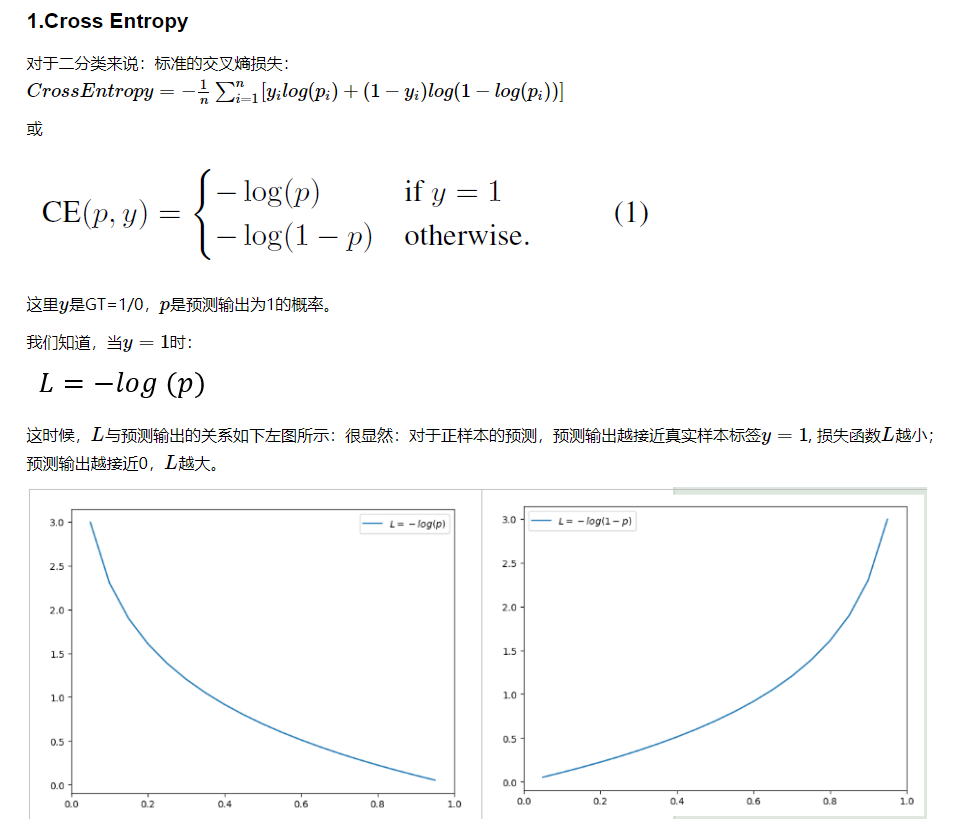 1.Cross Entropy
对于二分类来说：标准的交叉熵损失：
CrossEntropy = −\frac{1}{n} ∑_{i=1}^{n} [y_i log(p_i) + (1 − y_i)log(1 − log(p_i))]
或
CE(p, y) = { − log(p) if y = 1
− log(1 − p) otherwise. (1)
这里y是GT=1/0，p是预测输出为1的概率。
我们知道，当y = 1时：
L = −log (p)
这时候，L与预测输出的关系如下左图所示：很显然：对于正样本的预测，预测输出越接近真实样本标签y = 1, 损失函数L越小；
预测输出越接近0，L越大。
L = − log(p)
3.0
2.5
2.0
1.5
1.0
0.5
0.0
0.0 0.2 0.4 0.6 0.8 1.0
L = − log(1 − p)
3.0
2.5
2.0
1.5
1.0
0.5
0.0
0.0 0.2 0.4 0.6 0.8 1.0